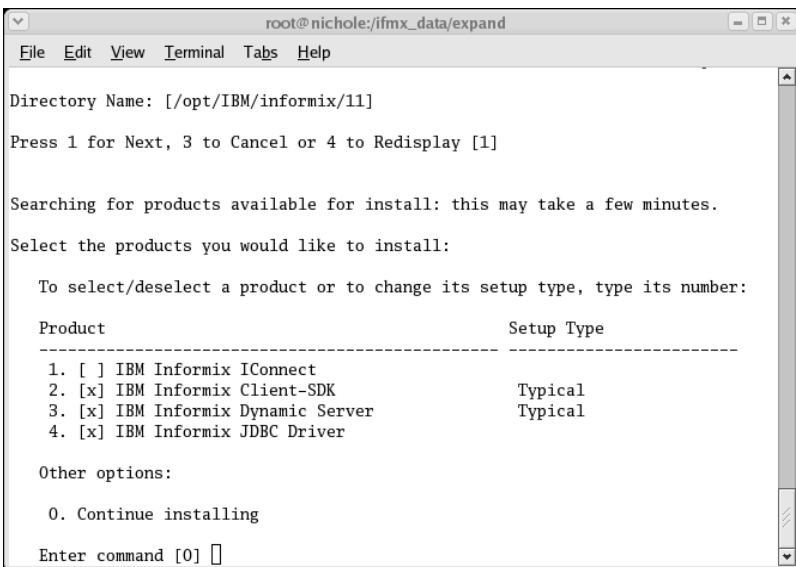 root@nichole:/ifmx_data/expand
File Edit View Terminal Tabs Help
Directory Name: [/opt/IBM/informix/11]
Press 1 for Next, 3 to Cancel or 4 to Redisplay [1]
Searching for products available for install: this may take a few minutes.
Select the products you would like to install:
To select/deselect a product or to change its setup type, type its number:
Product Setup Type
----------------------------------------------- ------------------------
1. [ ] IBM Informix IConnect
2. [x] IBM Informix Client-SDK Typical
3. [x] IBM Informix Dynamic Server Typical
4. [x] IBM Informix JDBC Driver
Other options:
0. Continue installing
Enter command [0]